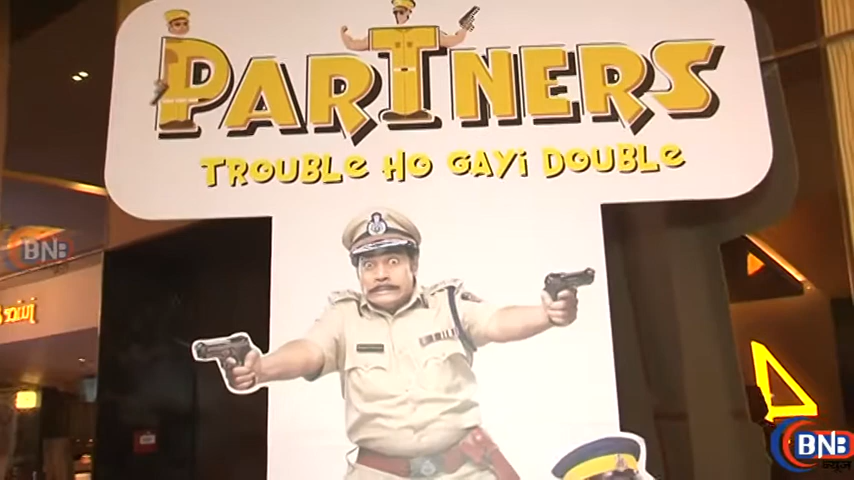 PARTNERS
TROUBLE HO GAYi DOUBLE
BNB
BNB
न्यूज